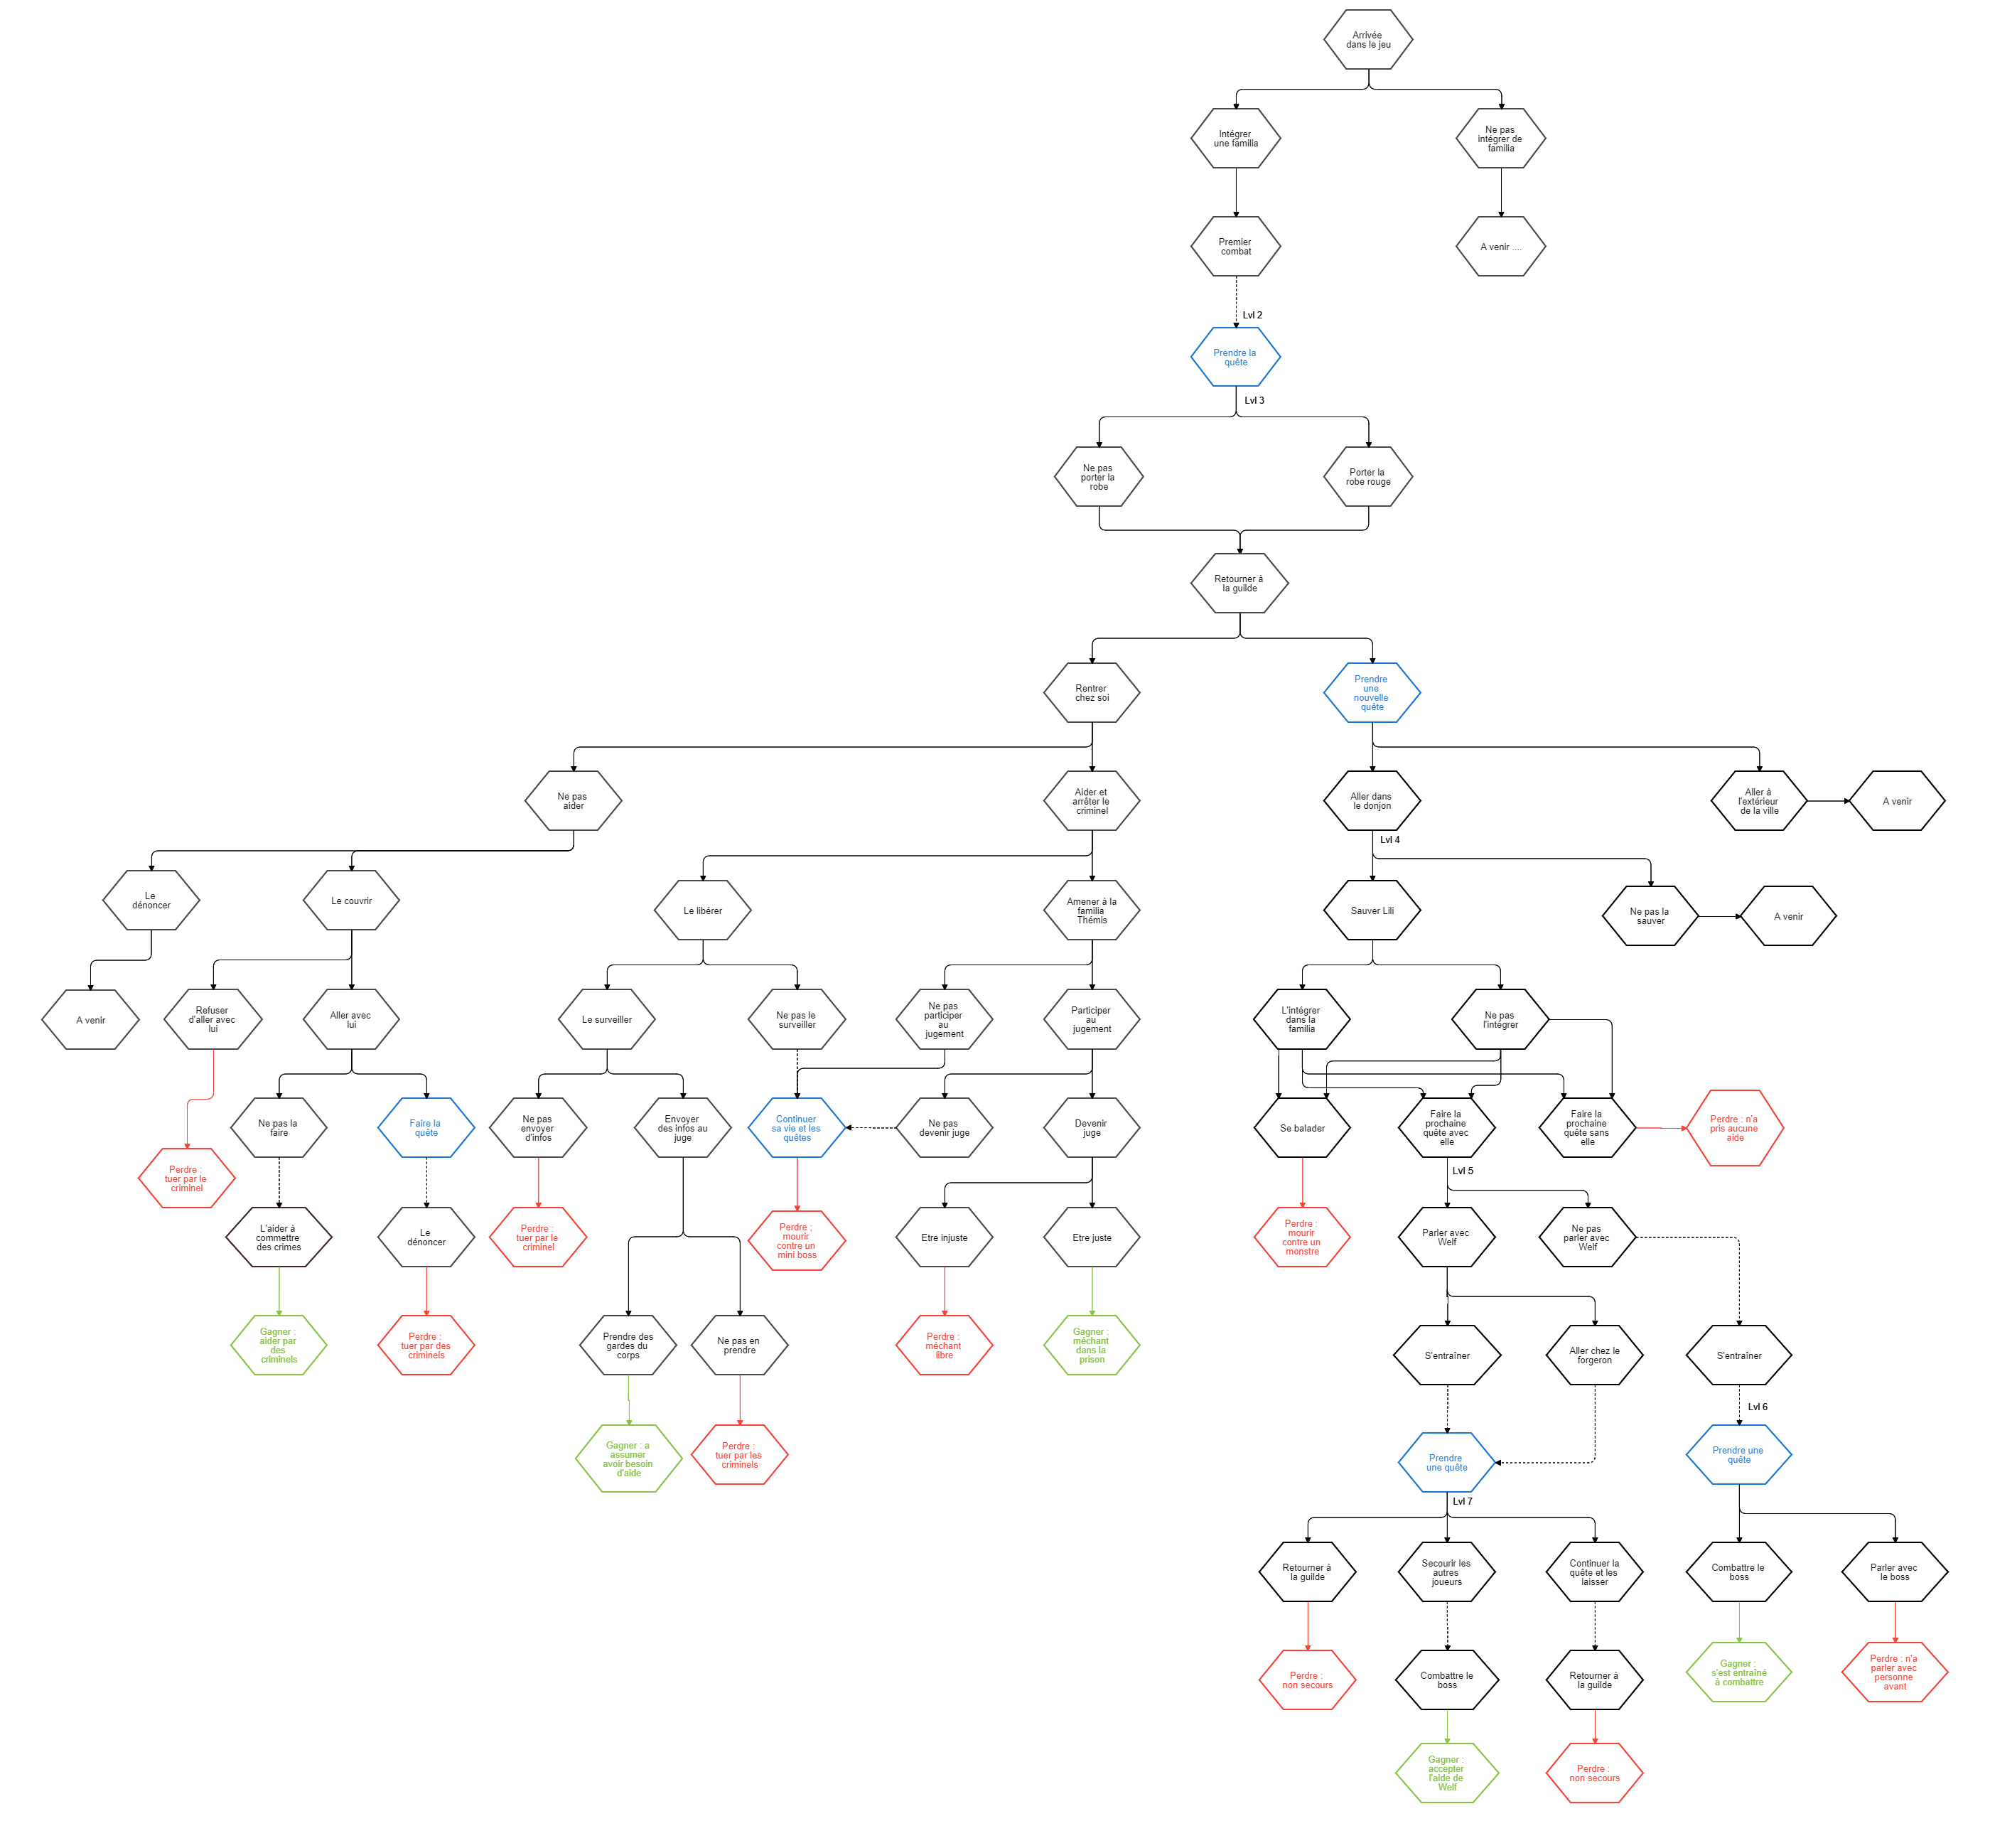 Arrivée
dans le jeu
Intégrer
une familia
Ne pas
intégrer de
familia
Premier
combat
A venir ....
Lvl 2
Prendre la
quête
Lvl 3
Ne pas
porter la
robe
Porter la
robe rouge
Retourner à
la guilde
Rentrer
chez soi
Prendre
une
nouvelle
quête
Ne pas
aider
Aider et
arrêter le
criminel
Aller dans
le donjon
Aller à
l'extérieur
de la ville
A venir
Lvl 4
Le
dénoncer
Le couvrir
Le libérer
Amener à la
familia
Thémis
Sauver Lili
Ne pas la
sauver
A venir
A venir
Refuser
d'aller avec
lui
Aller avec
lui
Le surveiller
Ne pas le
surveiller
Ne pas
participer
au
jugement
Participer
au
jugement
L'intégrer
dans la
familia
Ne pas
l'intégrer
Ne pas la
faire
Faire la
quête
Ne pas
envoyer
d'infos
Envoyer
des infos au
juge
Continuer
sa vie et les
quêtes
Ne pas
devenir juge
Devenir
juge
Se balader
Faire la
prochaine
quête avec
elle
Faire la
prochaine
quête sans
elle
Perdre : n'a
pris aucune
aide
Perdre :
tuer par le
criminel
Lvl 5
L'aider à
commettre
des crimes
Le
dénoncer
Perdre :
tuer par le
criminel
Perdre :
mourir
contre un
mini boss
Etre injuste
Etre juste
Perdre :
mourir
contre un
monstre
Parler avec
Welf
Ne pas
parler avec
Welf
Gagner :
aider par
des
criminels
Perdre :
tuer par des
criminels
Prendre des
gardes du
corps
Ne pas en
prendre
Perdre :
méchant
libre
Gagner :
méchant
dans la
prison
S'entraîner
Aller chez le
forgeron
S'entraîner
Lvl 6
Gagner : a
assumer
avoir besoin
d'aide
Perdre :
tuer par les
criminels
Prendre
une quête
Prendre une
quête
Lvl 7
Retourner à
la guilde
Secourir les
autres
joueurs
Continuer la
quête et les
laisser
Combattre le
boss
Parler avec
le boss
Perdre :
non secours
Combattre le
boss
Retourner à
la guilde
Gagner :
s'est entraîné
à combattre
Perdre : n'a
parler avec
personne
avant
Gagner :
accepter
l'aide de
Welf
Perdre :
non secours